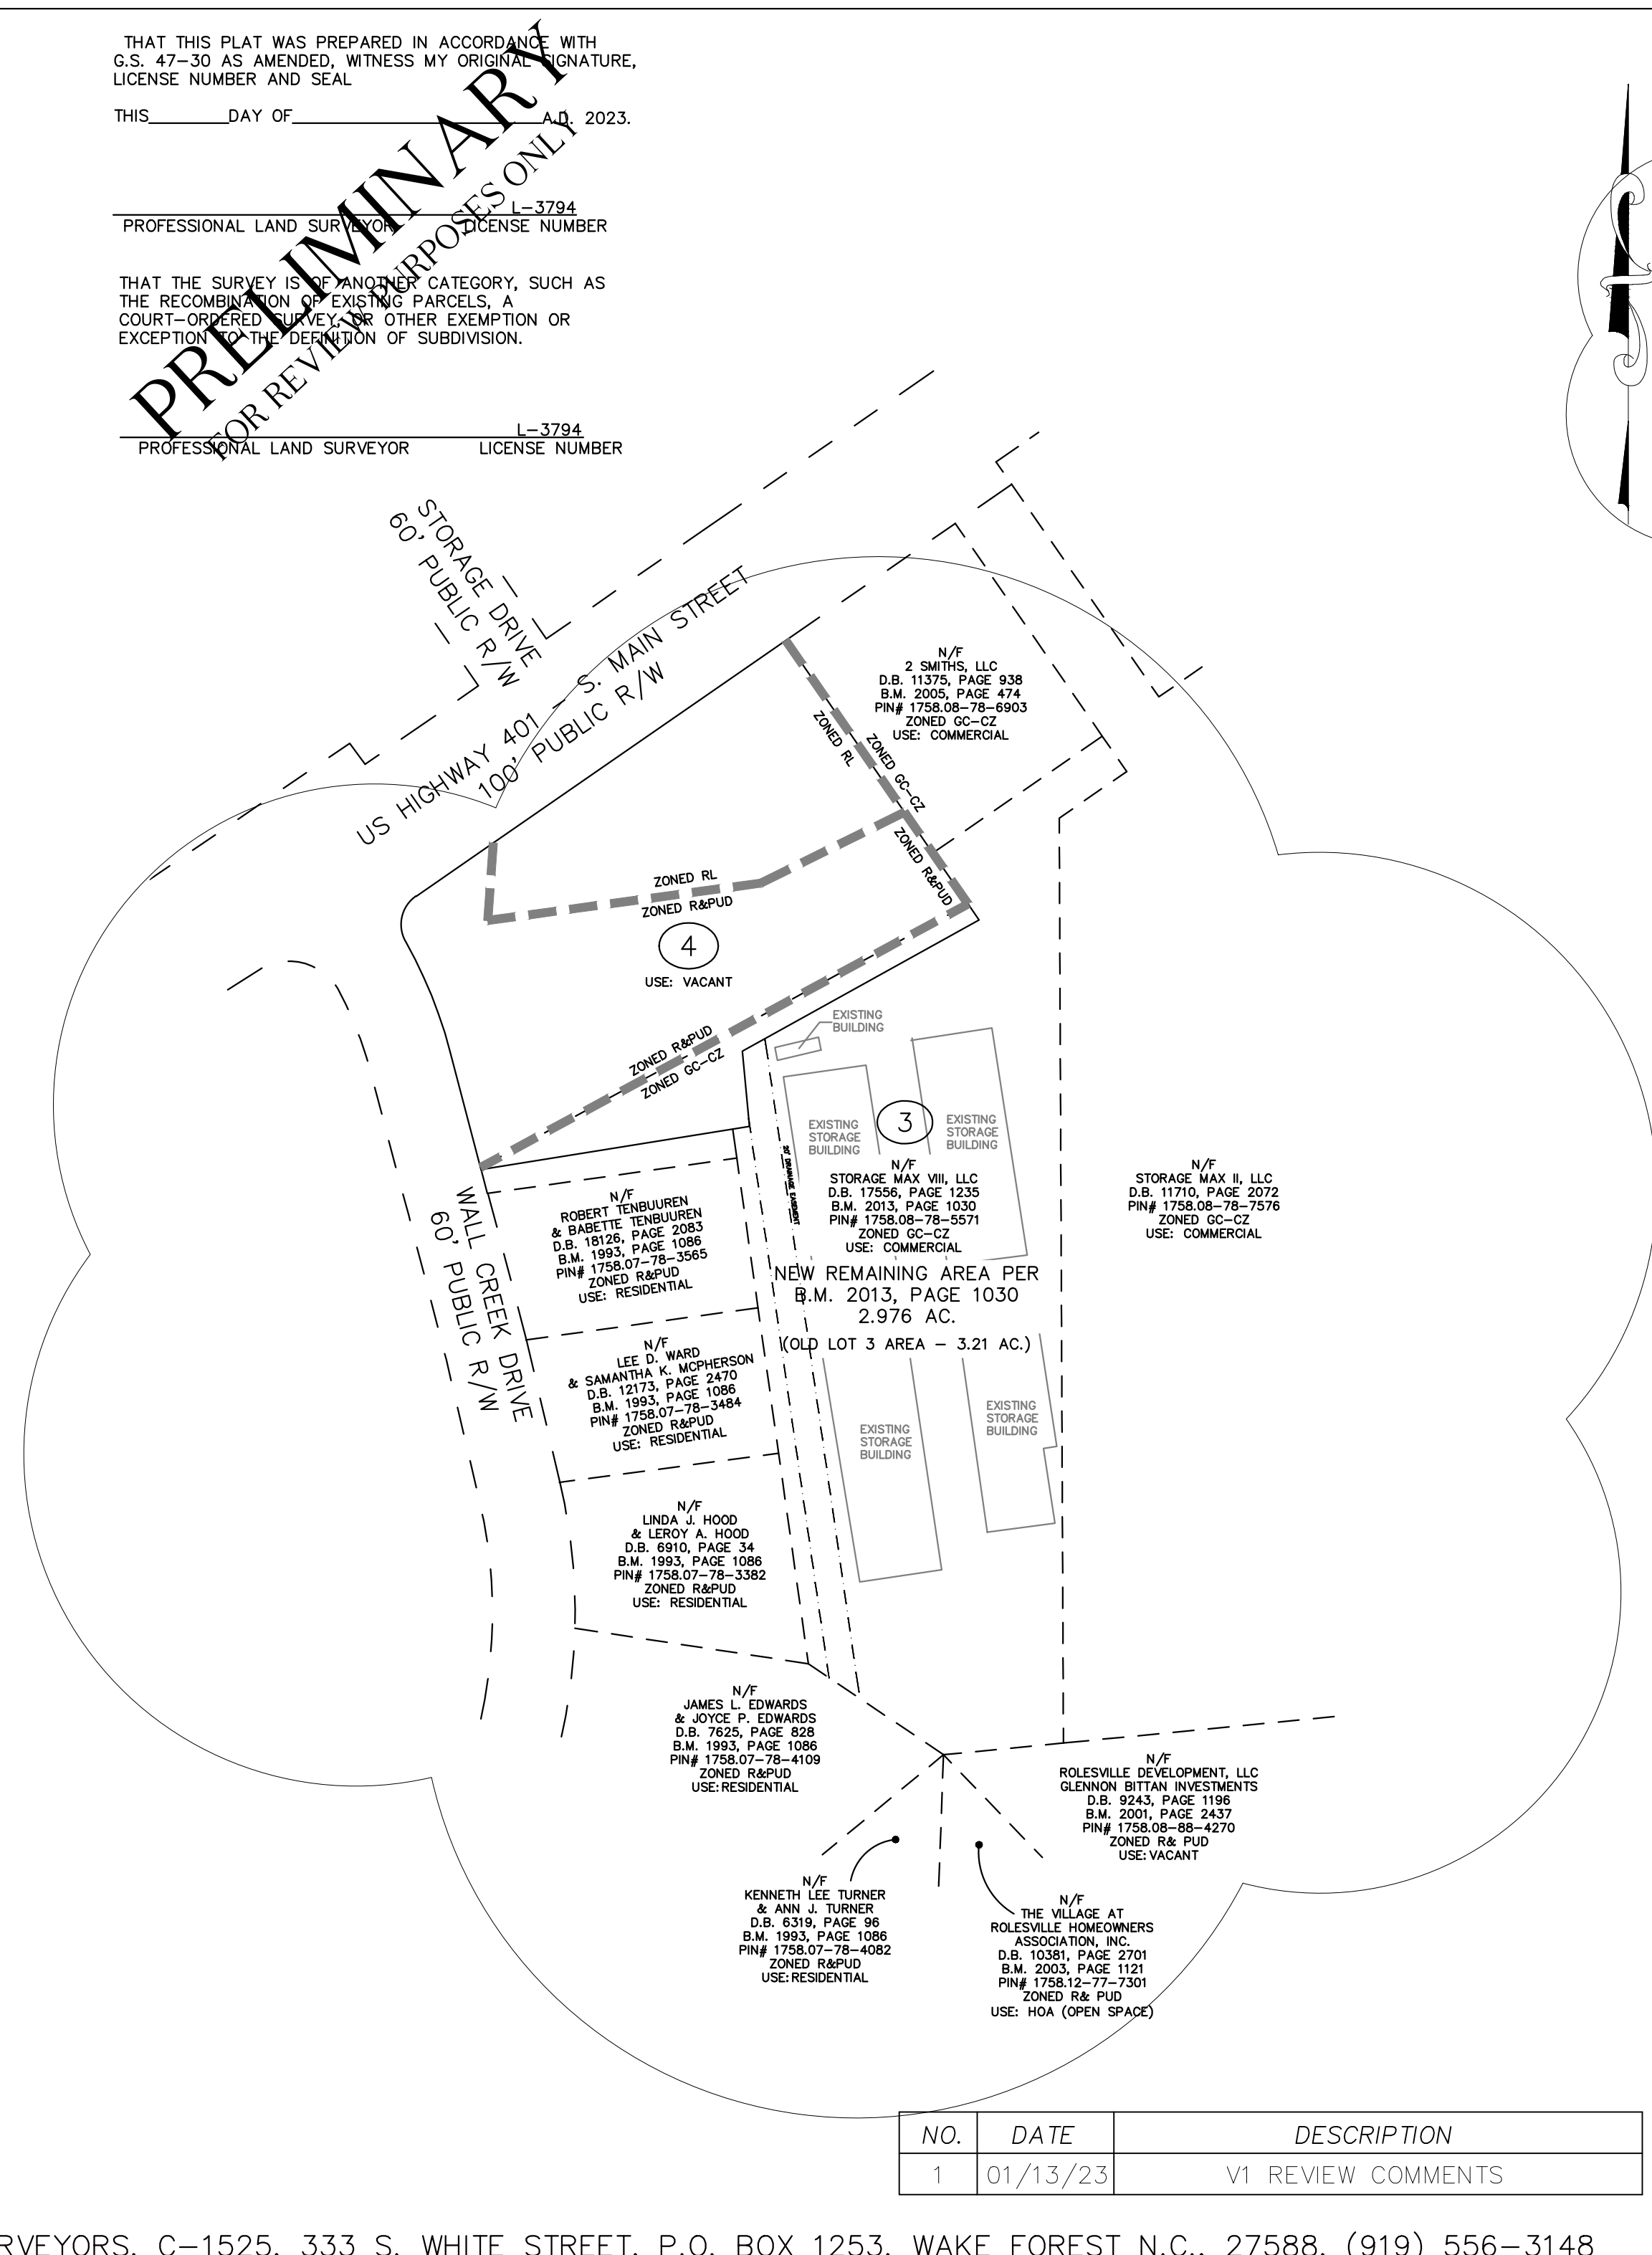 THAT THIS PLAT WAS PREPARED IN ACCORDANCE WITH
G.S. 47-30 AS AMENDED, WITNESS MY ORIGINAL SIGNATURE,
LICENSE NUMBER AND SEAL
THIS________DAY OF_________________________A.D. 2023.
L-3794
PROFESSIONAL LAND SURVEYOR LICENSE NUMBER
THAT THE SURVEY IS OF ANOTHER CATEGORY, SUCH AS
THE RECOMBINATION OF EXISTING PARCELS, A
COURT-ORDERED SURVEY, OR OTHER EXEMPTION OR
EXCEPTION TO THE DEFINITION OF SUBDIVISION.
L-3794
PROFESSIONAL LAND SURVEYOR LICENSE NUMBER
PRELIMINARY
FOR REVIEW PURPOSES ONLY
STORAGE DRIVE
60' PUBLIC R/W
US HIGHWAY 401 - S. MAIN STREET
100' PUBLIC R/W
N/F
2 SMITHS, LLC
D.B. 11375, PAGE 938
B.M. 2005, PAGE 474
PIN# 1758.08-78-6903
ZONED GC-CZ
USE: COMMERCIAL
ZONED RL
ZONED GC-CZ
ZONED R&PUD
ZONED RL
ZONED R&PUD
4
USE: VACANT
ZONED R&PUD
ZONED GC-CZ
EXISTING
BUILDING
EXISTING
STORAGE
BUILDING
3
EXISTING
STORAGE
BUILDING
20' DRAINAGE EASEMENT
N/F
STORAGE MAX VIII, LLC
D.B. 17556, PAGE 1235
B.M. 2013, PAGE 1030
PIN# 1758.08-78-5571
ZONED GC-CZ
USE: COMMERCIAL
NEW REMAINING AREA PER
B.M. 2013, PAGE 1030
2.976 AC.
(OLD LOT 3 AREA - 3.21 AC.)
N/F
STORAGE MAX II, LLC
D.B. 11710, PAGE 2072
PIN# 1758.08-78-7576
ZONED GC-CZ
USE: COMMERCIAL
WALL CREEK DRIVE
60' PUBLIC R/W
N/F
ROBERT TENBUUREN
& BABETTE TENBUUREN
D.B. 18126, PAGE 2083
B.M. 1993, PAGE 1086
PIN# 1758.07-78-3565
ZONED R&PUD
USE: RESIDENTIAL
N/F
LEE D. WARD
& SAMANTHA K. MCPHERSON
D.B. 12173, PAGE 2470
B.M. 1993, PAGE 1086
PIN# 1758.07-78-3484
ZONED R&PUD
USE: RESIDENTIAL
EXISTING
STORAGE
BUILDING
EXISTING
STORAGE
BUILDING
N/F
LINDA J. HOOD
& LEROY A. HOOD
D.B. 6910, PAGE 34
B.M. 1993, PAGE 1086
PIN# 1758.07-78-3382
ZONED R&PUD
USE: RESIDENTIAL
N/F
JAMES L. EDWARDS
& JOYCE P. EDWARDS
D.B. 7625, PAGE 828
B.M. 1993, PAGE 1086
PIN# 1758.07-78-4109
ZONED R&PUD
USE: RESIDENTIAL
N/F
ROLESVILLE DEVELOPMENT, LLC
GLENNON BITTAN INVESTMENTS
D.B. 9243, PAGE 1196
B.M. 2001, PAGE 2437
PIN# 1758.08-88-4270
ZONED R& PUD
USE: VACANT
N/F
KENNETH LEE TURNER
& ANN J. TURNER
D.B. 6319, PAGE 96
B.M. 1993, PAGE 1086
PIN# 1758.07-78-4082
ZONED R&PUD
USE: RESIDENTIAL
N/F
THE VILLAGE AT
ROLESVILLE HOMEOWNERS
ASSOCIATION, INC.
D.B. 10381, PAGE 2701
B.M. 2003, PAGE 1121
PIN# 1758.12-77-7301
ZONED R& PUD
USE: HOA (OPEN SPACE)
NO. DATE DESCRIPTION
1 01/13/23 V1 REVIEW COMMENTS
RVEYORS, C-1525, 333 S. WHITE STREET, P.O. BOX 1253, WAKE FOREST N.C., 27588, (919) 556-3148